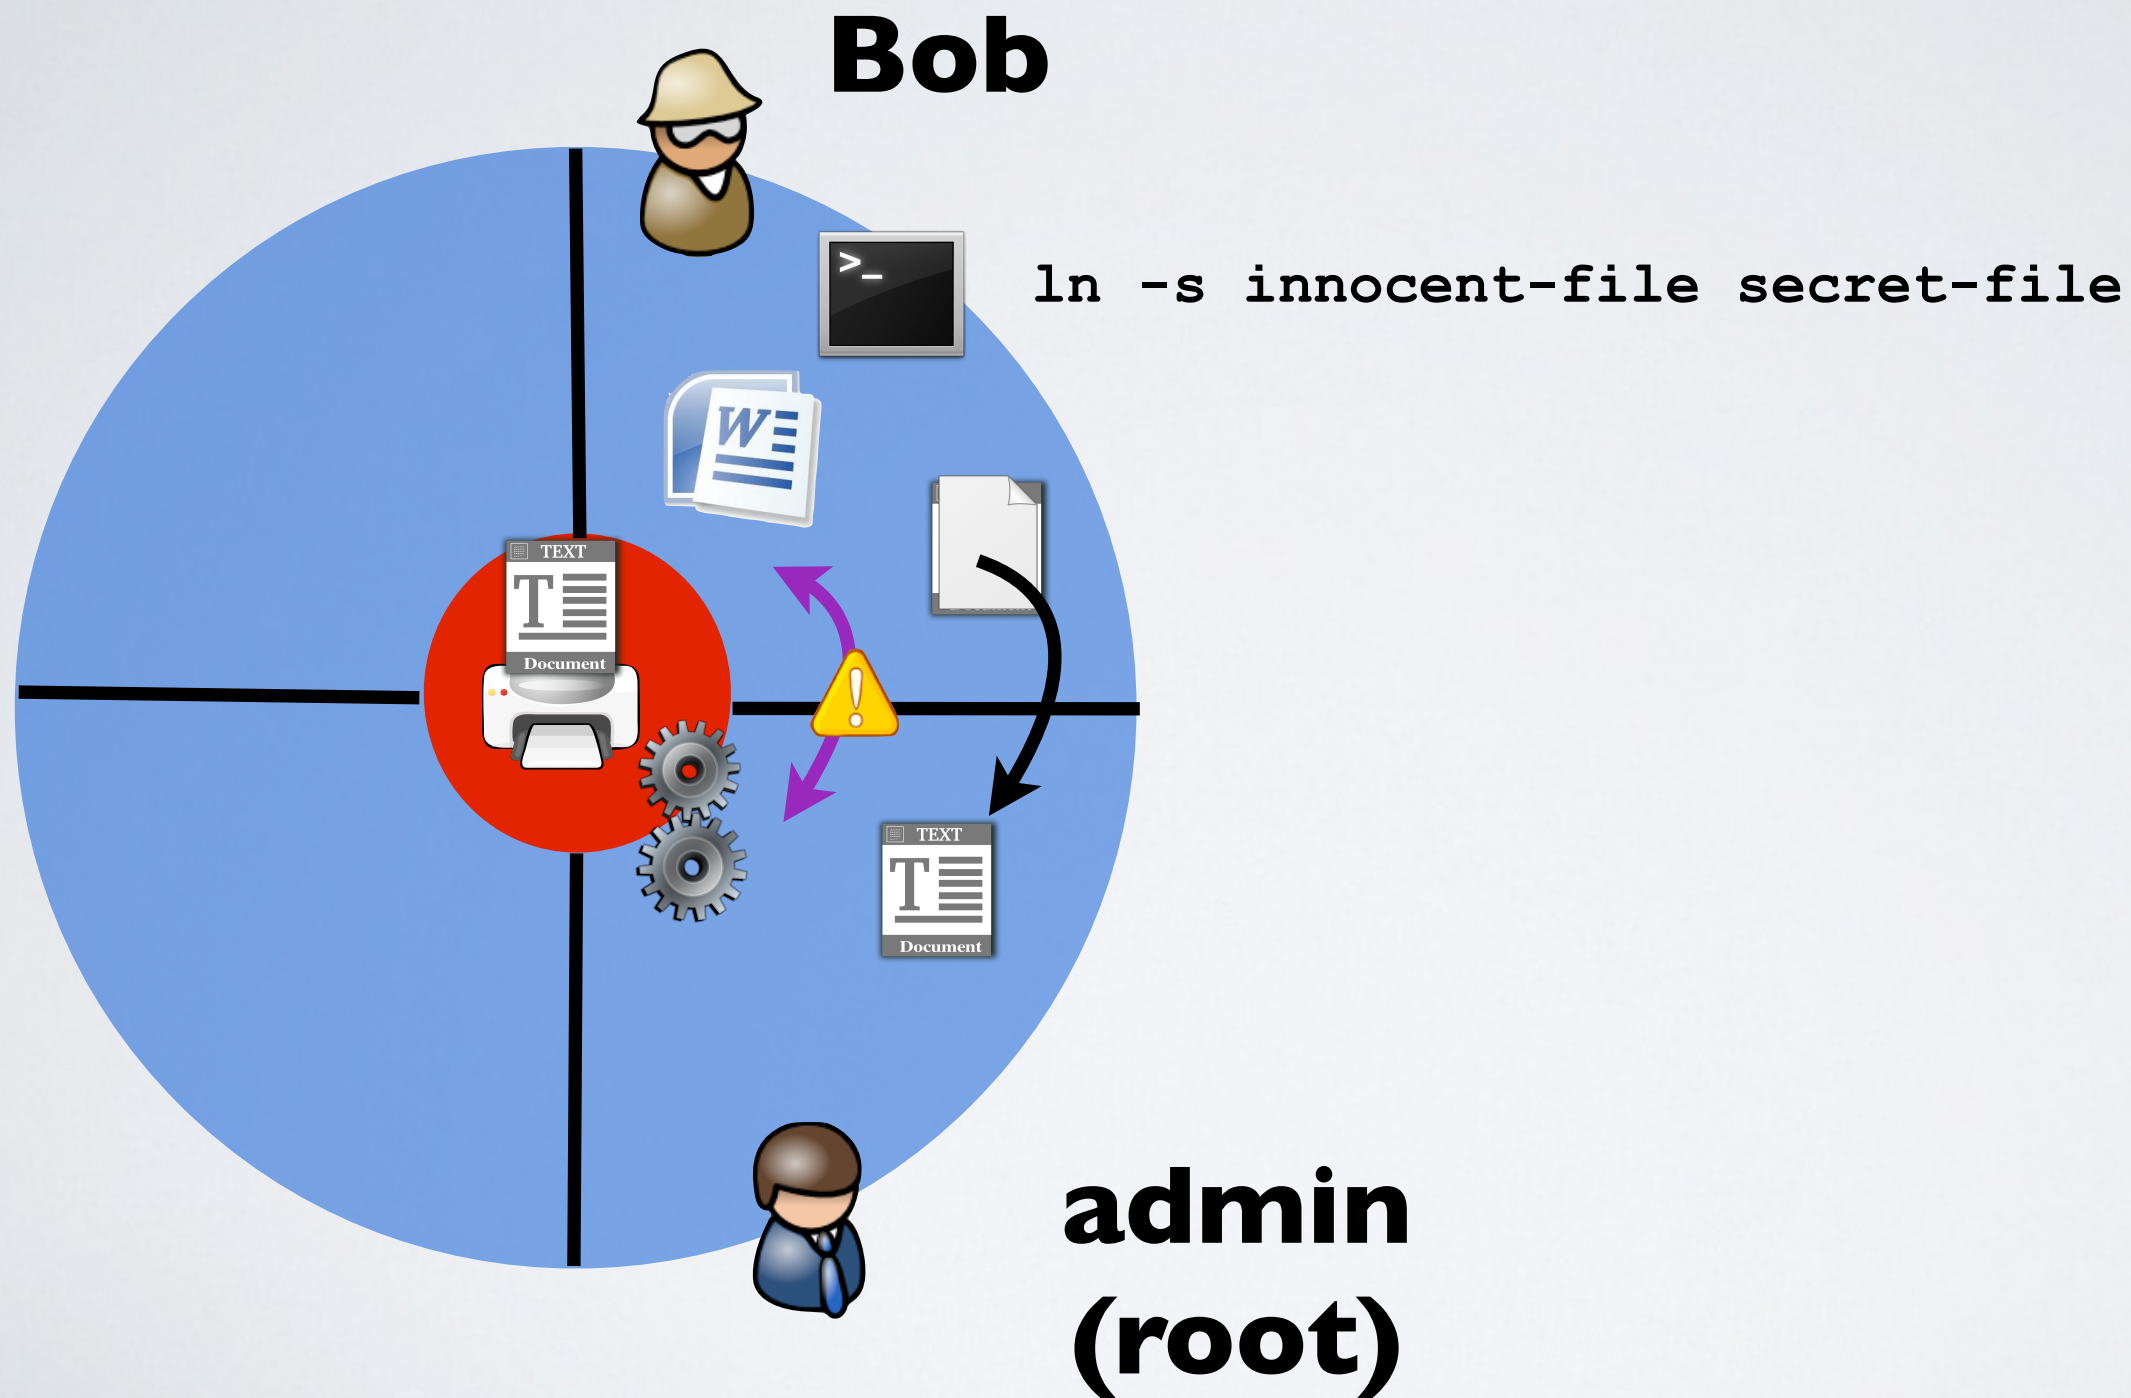 Bob
>_
ln -s innocent-file secret-file
W
TEXT
T
Document
TEXT
T
Document
admin
(root)